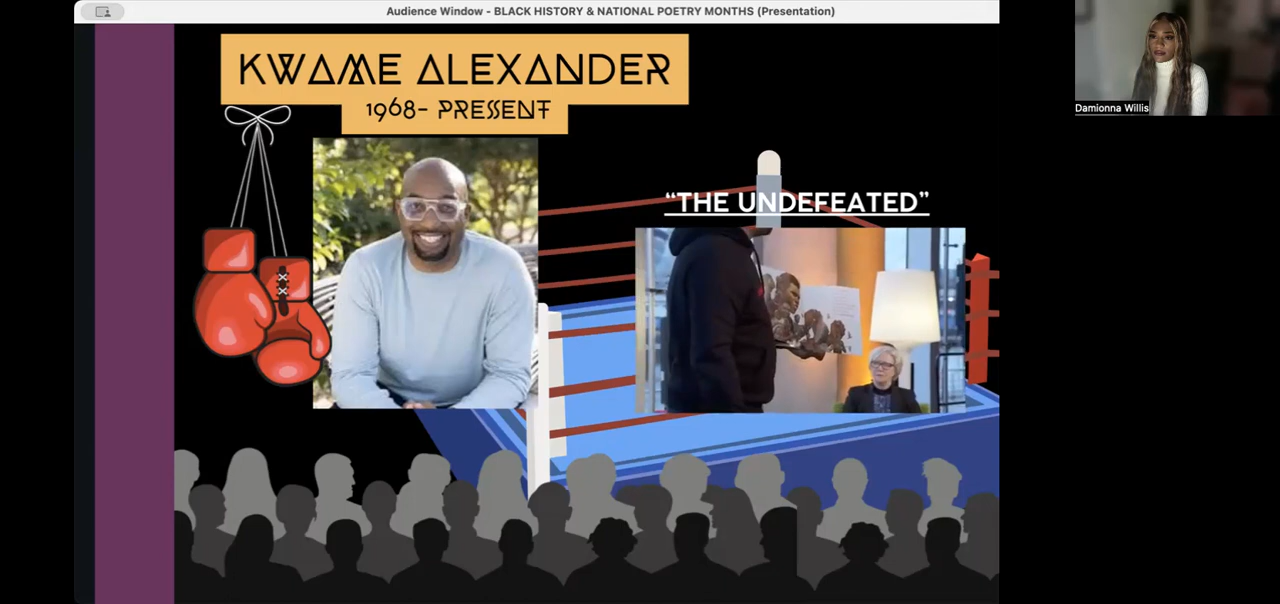 Audience Window - BLACK HISTORY & NATIONAL POETRY MONTHS (Presentation)
KWAME ALEXANDER
1968- PRESENT
“THE UNDEFEATED”
Damionna Willis